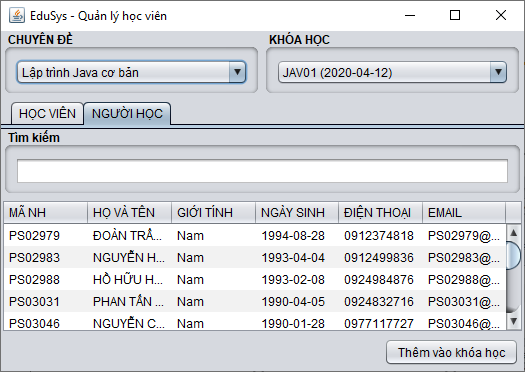 EduSys - Quản lý học viên
CHUYÊN ĐỀ KHÓA HỌC
Lập trình Java cơ bản JAV01 (2020-04-12)
HỌC VIÊN NGƯỜI HỌC
Tìm kiếm
MÃ NH HỌ VÀ TÊN GIỚI TÍNH NGÀY SINH ĐIỆN THOẠI EMAIL
PS02979 ĐOÀN TRẦ... Nam 1994-08-28 0912374818 PS02979@...
PS02983 NGUYỄN H... Nam 1993-04-04 0912499836 PS02983@...
PS02988 HỒ HỮU H... Nam 1993-02-08 0924984876 PS02988@...
PS03031 PHAN TẤN ... Nam 1990-04-05 0924832716 PS03031@...
PS03046 NGUYỄN C... Nam 1990-01-28 0977117727 PS03046@...
Thêm vào khóa học